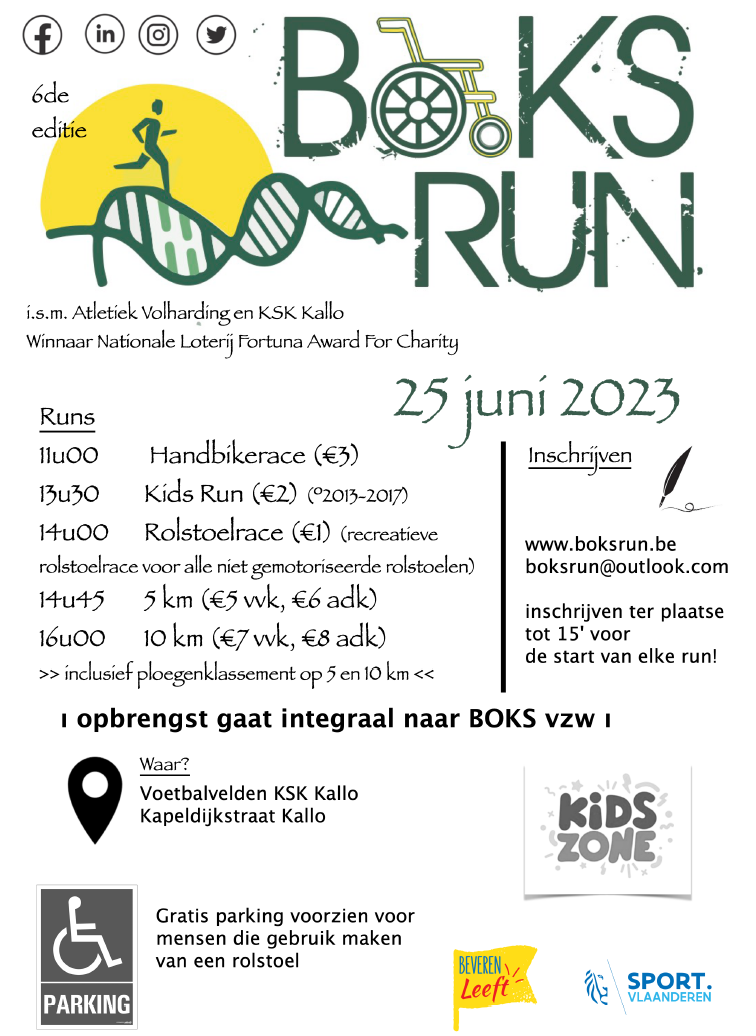 BOKS
RUN
6de
editie
i.s.m. Atletiek Volharding en KSK Kallo
Winnaar Nationale Loterij Fortuna Award For Charity
25 juni 2023
Runs
11u00 Handbikerace (€3)
13u30 Kids Run (€2) (°2013-2017)
14u00 Rolstoelrace (€1) (recreatieve
rolstoelrace voor alle niet gemotoriseerde rolstoelen)
14u45 5 km (€5 vvk, €6 adk)
16u00 10 km (€7 vvk, €8 adk)
>> inclusief ploegenklassement op 5 en 10 km <<
Inschrijven
www.boksrun.be
boksrun@outlook.com
inschrijven ter plaatse
tot 15' voor
de start van elke run!
ı opbrengst gaat integraal naar BOKS vzw ı
Waar?
Voetbalvelden KSK Kallo
Kapeldijkstraat Kallo
KiDS
ZONE
Gratis parking voorzien voor
mensen die gebruik maken
van een rolstoel
PARKING
BEVEREN
Leeft
SPORT.
VLAANDEREN